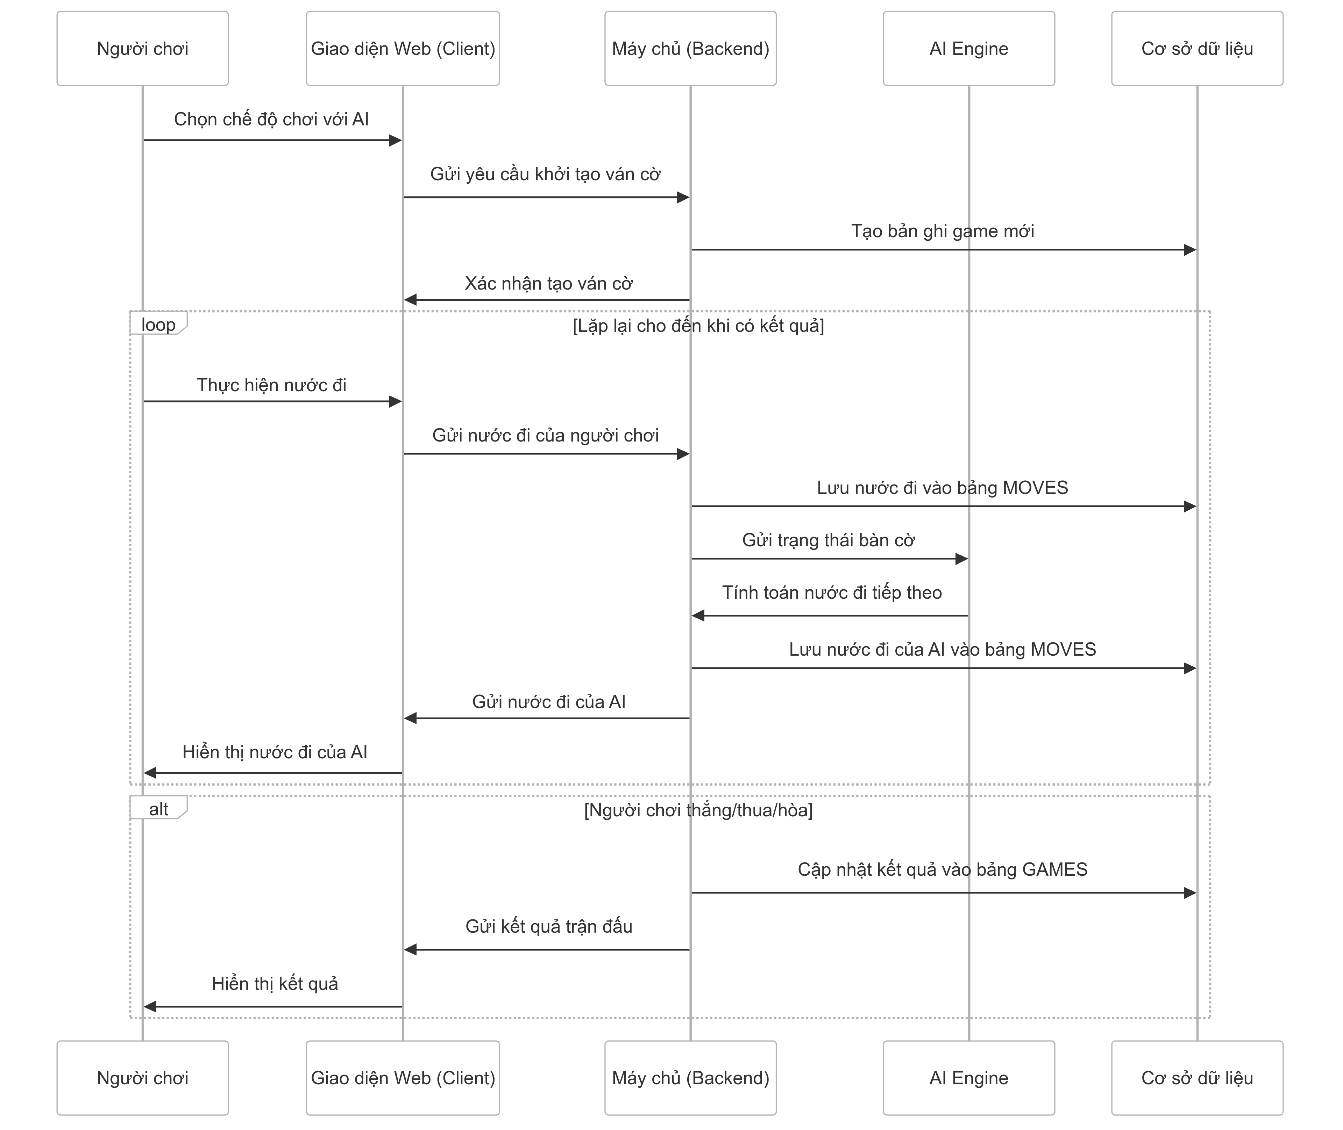 Người chơi
Giao diện Web (Client)
Máy chủ (Backend)
AI Engine
Cơ sở dữ liệu
Chọn chế độ chơi với AI
Gửi yêu cầu khởi tạo ván cờ
Tạo bản ghi game mới
Xác nhận tạo ván cờ
loop
[Lặp lại cho đến khi có kết quả]
Thực hiện nước đi
Gửi nước đi của người chơi
Lưu nước đi vào bảng MOVES
Gửi trạng thái bàn cờ
Tính toán nước đi tiếp theo
Lưu nước đi của AI vào bảng MOVES
Gửi nước đi của AI
Hiển thị nước đi của AI
alt
[Người chơi thắng/thua/hòa]
Cập nhật kết quả vào bảng GAMES
Gửi kết quả trận đấu
Hiển thị kết quả
Người chơi
Giao diện Web (Client)
Máy chủ (Backend)
AI Engine
Cơ sở dữ liệu